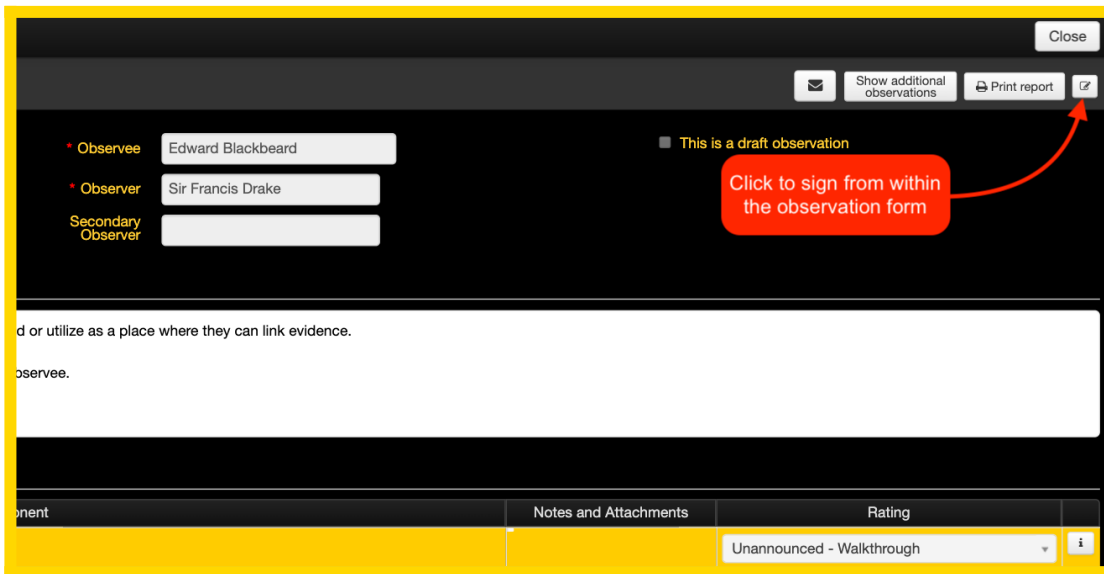 Close
Show additional
observations
Print report
* Observee
Edward Blackbeard
This is a draft observation
* Observer
Sir Francis Drake
Click to sign from within
the observation form
Secondary
Observer
d or utilize as a place where they can link evidence.
oservee.
onent
Notes and Attachments
Rating
Unannounced - Walkthrough
i